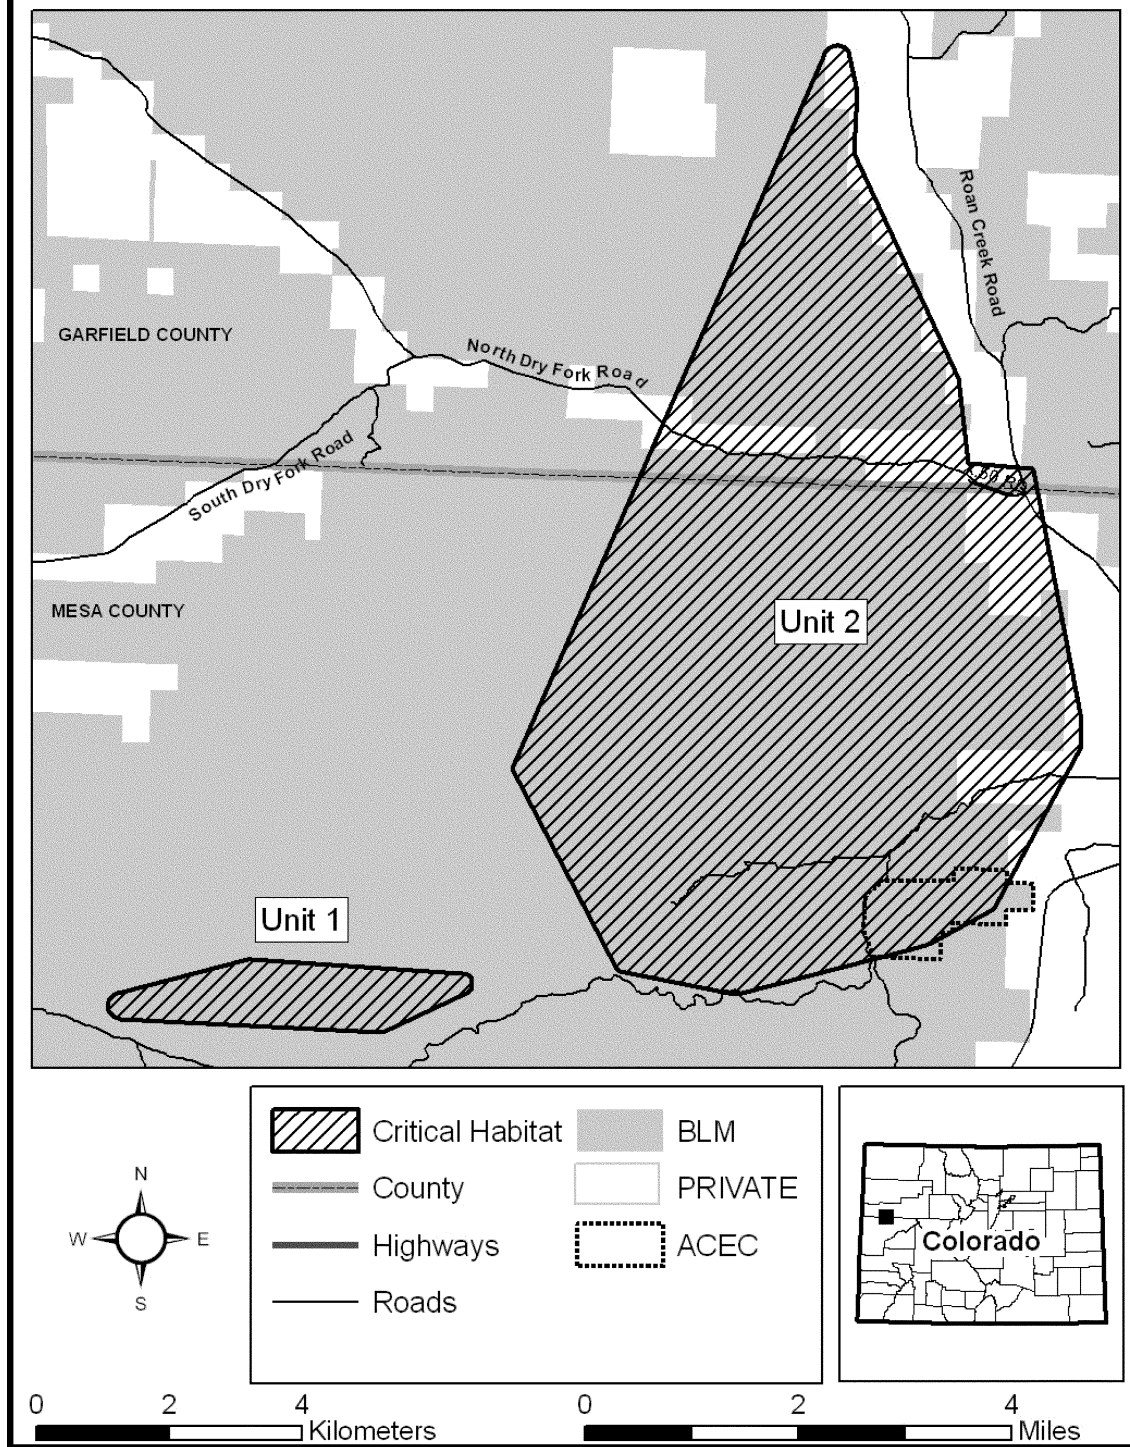 Roan Creek Road
GARFIELD COUNTY
North Dry Fork Road
South Dry Fork Road
MESA COUNTY
Unit 2
Unit 1
Critical Habitat
BLM
County
PRIVATE
Highways
ACEC
Roads
N
W E
S
Colorado
0 2 4 Kilometers
0 2 4 Miles